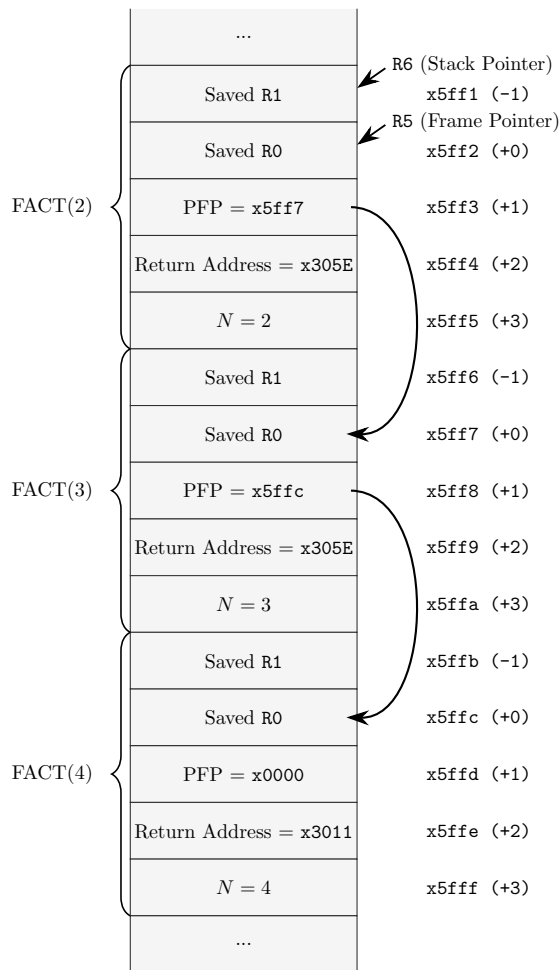 ...
R6 (Stack Pointer)
Saved R1
x5ff1 (-1)
R5 (Frame Pointer)
Saved R0
x5ff2 (+0)
FACT(2)
PFP = x5ff7
x5ff3 (+1)
Return Address = x305E
x5ff4 (+2)
N = 2
x5ff5 (+3)
Saved R1
x5ff6 (-1)
Saved R0
x5ff7 (+0)
FACT(3)
PFP = x5ffc
x5ff8 (+1)
Return Address = x305E
x5ff9 (+2)
N = 3
x5ffa (+3)
Saved R1
x5ffb (-1)
Saved R0
x5ffc (+0)
FACT(4)
PFP = x0000
x5ffd (+1)
Return Address = x3011
x5ffe (+2)
N = 4
x5fff (+3)
...